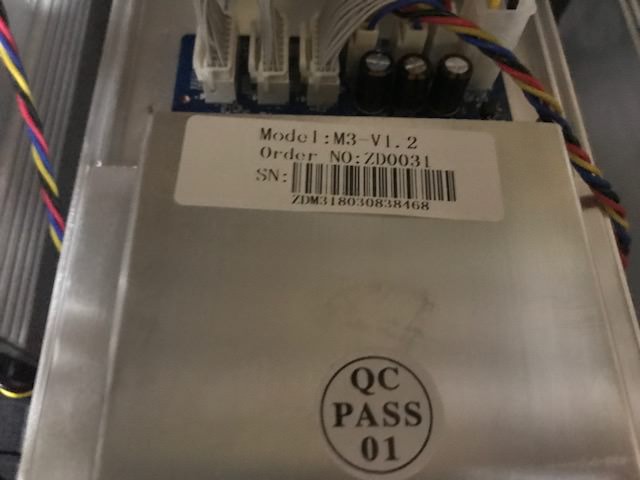 Model:M3-V1.2
Order NO:ZD0031
SN:
ZDM318030838468
QC
PASS
01